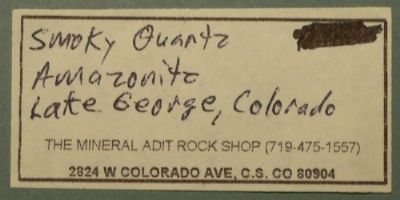 Smoky Quartz
Amazonite
Lake George, Colorado
THE MINERAL ADIT ROCK SHOP (719-475-1557)
2824 W COLORADO AVE, C.S. CO 80904